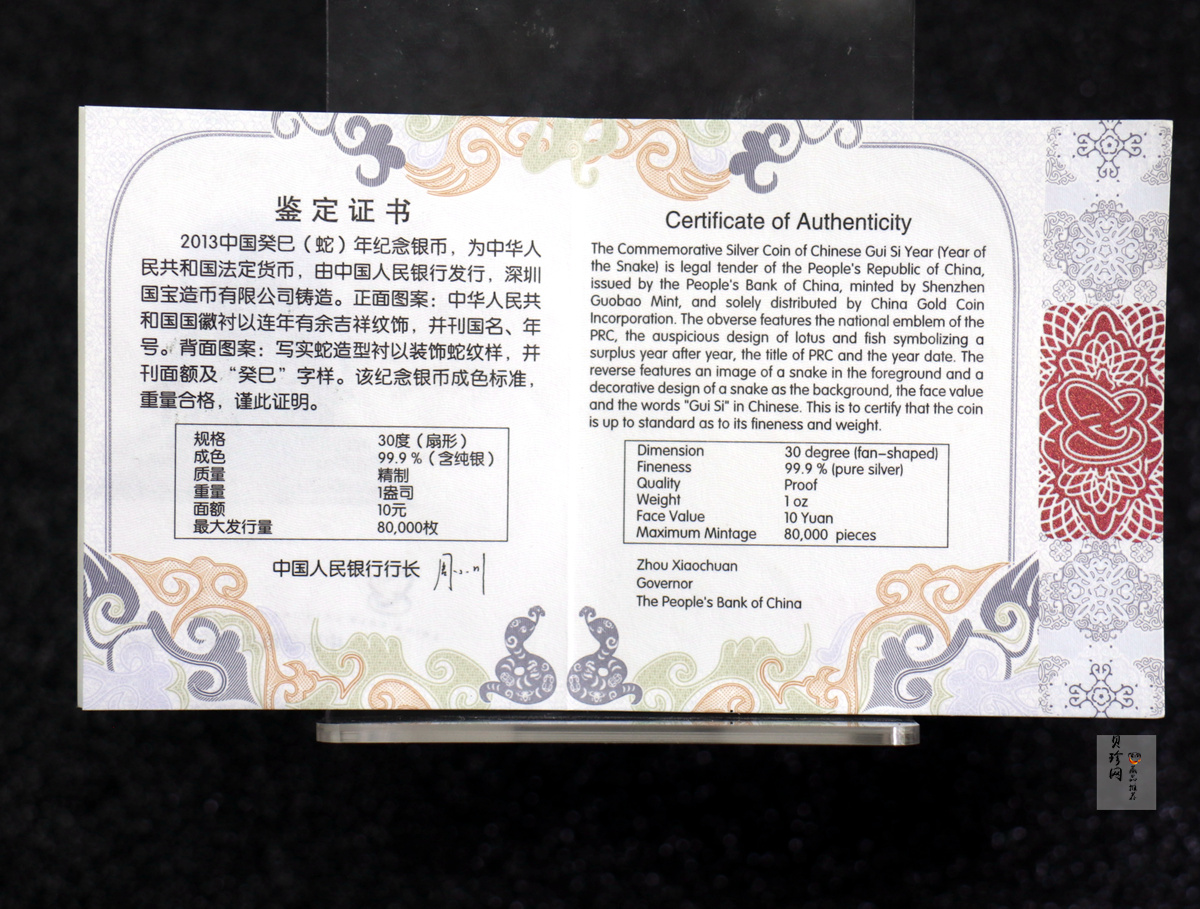 鉴定证书
2013中国癸巳（蛇）年纪念银币，为中华人
民共和国法定货币，由中国人民银行发行，深圳
国宝造币有限公司铸造。正面图案：中华人民共
和国国徽衬以连年有余吉祥纹饰，并刊国名、年
号。背面图案：写实蛇造型衬以装饰蛇纹样，并
刊面额及“癸巳”字样。该纪念银币成色标准，
重量合格，谨此证明。
规格 30度（扇形）
成色 99.9％（含纯银）
质量 精制
重量 1盎司
面额 10元
最大发行量 80,000枚
中国人民银行行长
Certificate of Authenticity
The Commemorative Silver Coin of Chinese Gui Si Year (Year of
the Snake) is legal tender of the People's Republic of China,
issued by the People's Bank of China, minted by Shenzhen
Guobao Mint, and solely distributed by China Gold Coin
Incorporation. The obverse features the national emblem of the
PRC, the auspicious design of lotus and fish symbolizing a
surplus year after year, the title of PRC and the year date. The
reverse features an image of a snake in the foreground and a
decorative design of a snake as the background, the face value
and the words "Gui Si" in Chinese. This is to certify that the coin
is up to standard as to its fineness and weight.
Dimension 30 degree (fan-shaped)
Fineness 99.9 % (pure silver)
Quality Proof
Weight 1 oz
Face Value 10 Yuan
Maximum Mintage 80,000 pieces
Zhou Xiaochuan
Governor
The People's Bank of China
贝珍网